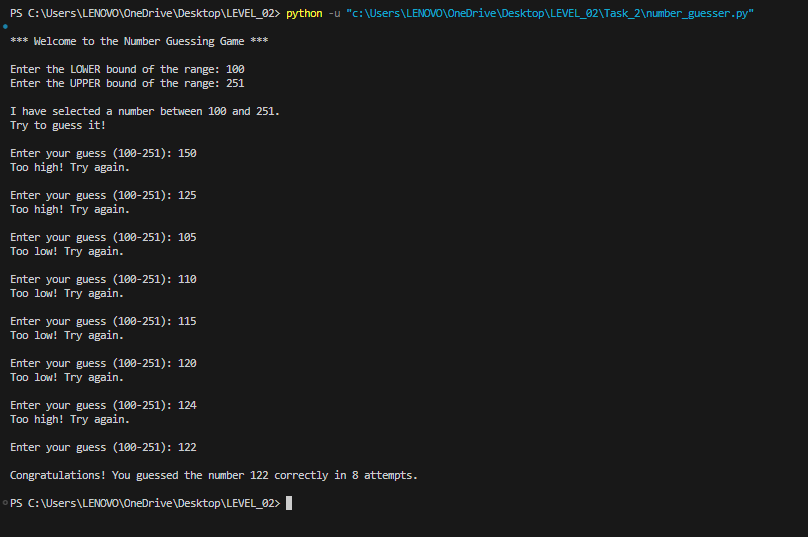 PS C:\Users\LENOVO\OneDrive\Desktop\LEVEL_02> python -u "c:\Users\LENOVO\OneDrive\Desktop\LEVEL_02\Task_2\number_guesser.py"
*** Welcome to the Number Guessing Game ***
Enter the LOWER bound of the range: 100
Enter the UPPER bound of the range: 251
I have selected a number between 100 and 251.
Try to guess it!
Enter your guess (100-251): 150
Too high! Try again.
Enter your guess (100-251): 125
Too high! Try again.
Enter your guess (100-251): 105
Too low! Try again.
Enter your guess (100-251): 110
Too low! Try again.
Enter your guess (100-251): 115
Too low! Try again.
Enter your guess (100-251): 120
Too low! Try again.
Enter your guess (100-251): 124
Too high! Try again.
Enter your guess (100-251): 122
Congratulations! You guessed the number 122 correctly in 8 attempts.
PS C:\Users\LENOVO\OneDrive\Desktop\LEVEL_02>